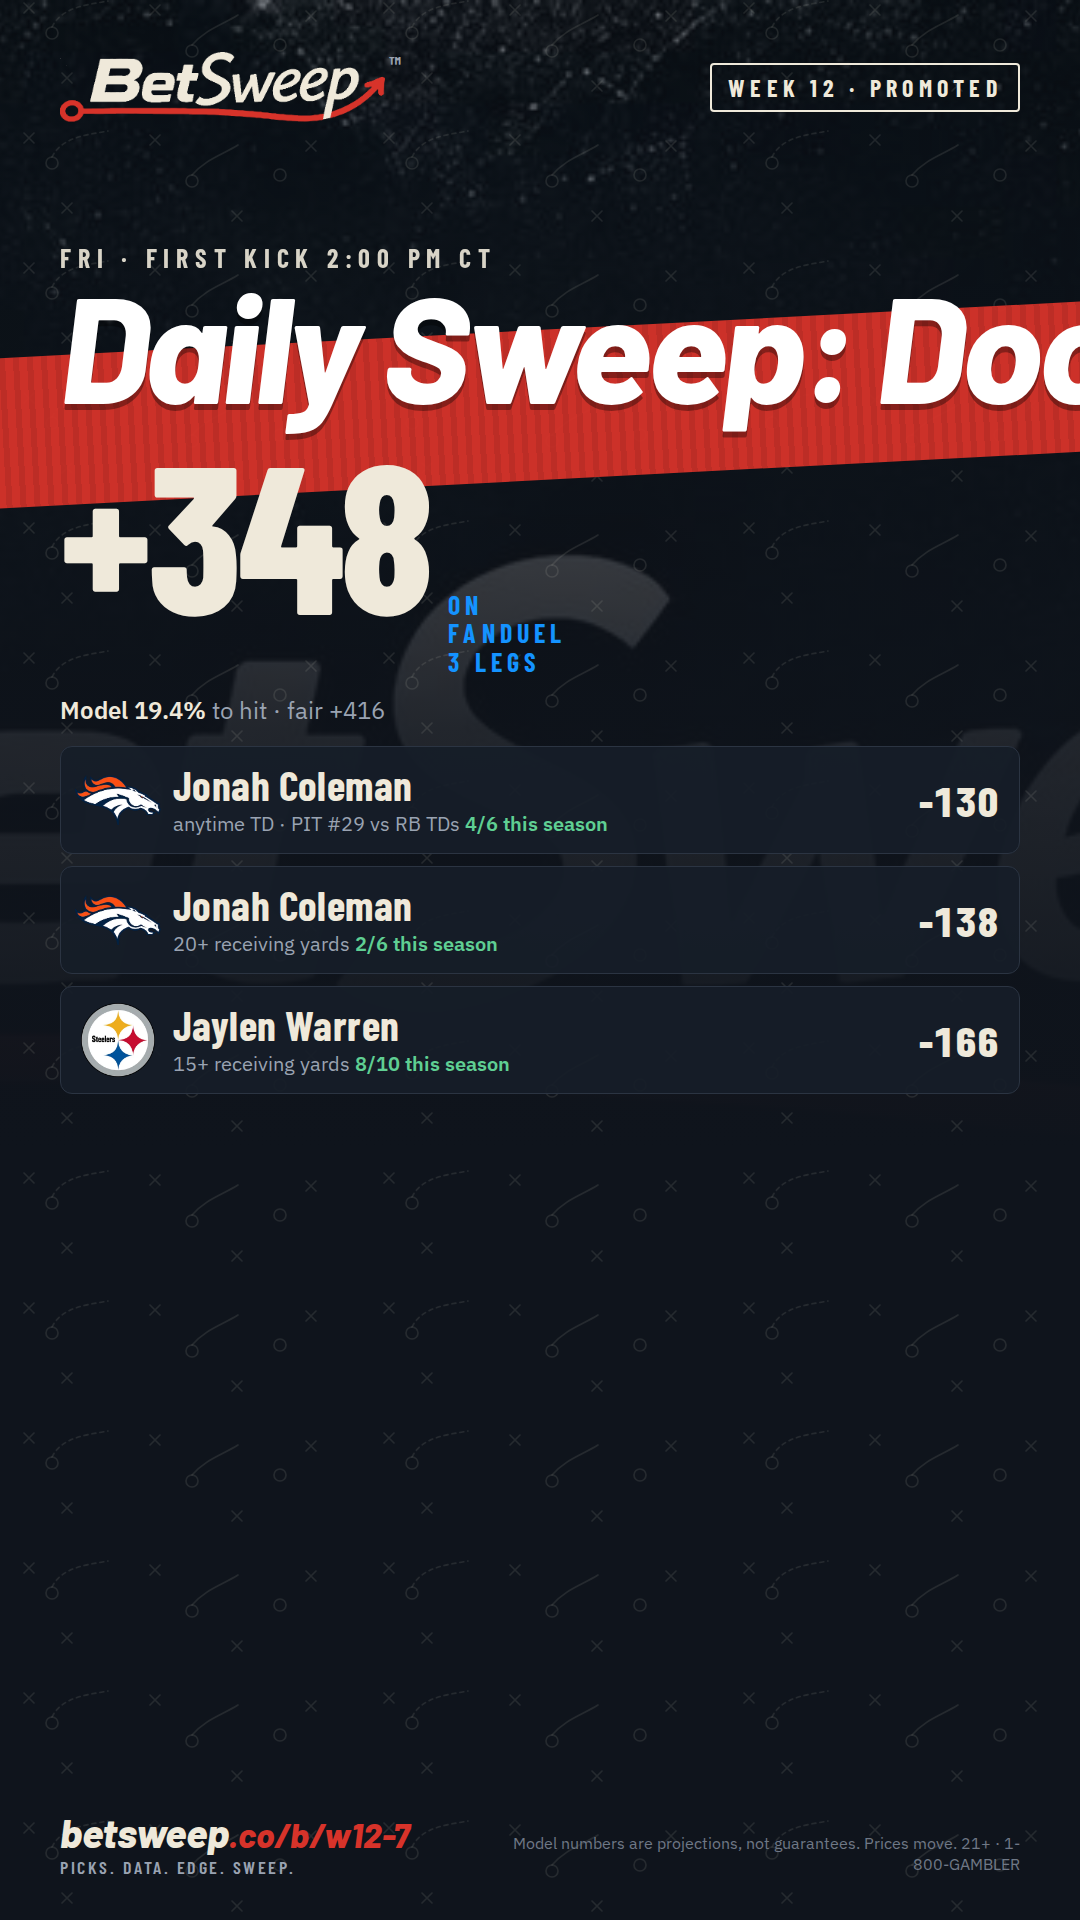 BetSweep™
WEEK 12 · PROMOTED
FRI · FIRST KICK 2:00 PM CT
Daily Sweep:
+348
ON
FANDUEL
3 LEGS
Model 19.4% to hit · fair +416
Jonah Coleman
anytime TD · PIT #29 vs RB TDs 4/6 this season
-130
Jonah Coleman
20+ receiving yards 2/6 this season
-138
Steelers
Jaylen Warren
15+ receiving yards 8/10 this season
-166
betsweep.co/b/w12-7
PICKS. DATA. EDGE. SWEEP.
Model numbers are projections, not guarantees. Prices move. 21+ · 1-
800-GAMBLER